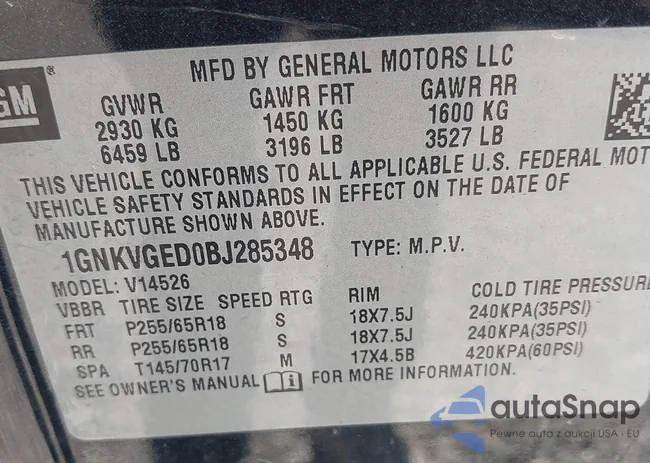 GM ®
MFD BY GENERAL MOTORS LLC
GVWR GAWR FRT GAWR RR
2930 KG 1450 KG 1600 KG
6459 LB 3196 LB 3527 LB
THIS VEHICLE CONFORMS TO ALL APPLICABLE U.S. FEDERAL MOT
VEHICLE SAFETY STANDARDS IN EFFECT ON THE DATE OF
MANUFACTURE SHOWN ABOVE.
1GNKVGED0BJ285348 TYPE: M.P.V.
MODEL: V14526
VBBR TIRE SIZE SPEED RTG RIM COLD TIRE PRESSURE
FRT P255/65R18 S 18X7.5J 240KPA(35PSI)
RR P255/65R18 S 18X7.5J 240KPA(35PSI)
SPA T145/70R17 M 17X4.5B 420KPA(60PSI)
SEE OWNER'S MANUAL FOR MORE INFORMATION.
autaSnap
Pewne auto z aukcji USA i EU